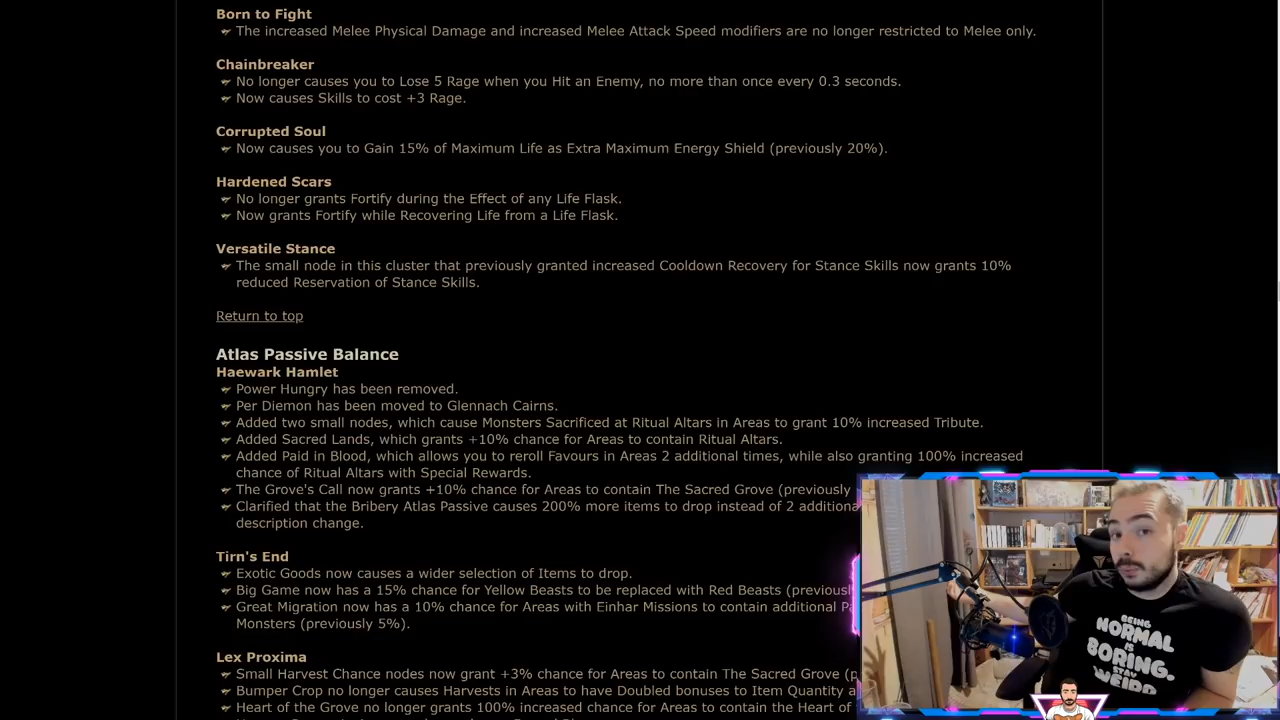 Born to Fight
The increased Melee Physical Damage and increased Melee Attack Speed modifiers are no longer restricted to Melee only.
Chainbreaker
No longer causes you to Lose 5 Rage when you Hit an Enemy, no more than once every 0.3 seconds.
Now causes Skills to cost +3 Rage.
Corrupted Soul
Now causes you to Gain 15% of Maximum Life as Extra Maximum Energy Shield (previously 20%).
Hardened Scars
No longer grants Fortify during the Effect of any Life Flask.
Now grants Fortify while Recovering Life from a Life Flask.
Versatile Stance
The small node in this cluster that previously granted increased Cooldown Recovery for Stance Skills now grants 10%
reduced Reservation of Stance Skills.
Return to top
Atlas Passive Balance
Haewark Hamlet
Power Hungry has been removed.
Per Diemon has been moved to Glennach Cairns.
Added two small nodes, which cause Monsters Sacrificed at Ritual Altars in Areas to grant 10% increased Tribute.
Added Sacred Lands, which grants +10% chance for Areas to contain Ritual Altars.
Added Paid in Blood, which allows you to reroll Favours in Areas 2 additional times, while also granting 100% increased
chance of Ritual Altars with Special Rewards.
The Grove's Call now grants +10% chance for Areas to contain The Sacred Grove (previously
Clarified that the Bribery Atlas Passive causes 200% more items to drop instead of 2 additiona
description change.
Tirn's End
Exotic Goods now causes a wider selection of Items to drop.
Big Game now has a 15% chance for Yellow Beasts to be replaced with Red Beasts (previously
Great Migration now has a 10% chance for Areas with Einhar Missions to contain additional
Monsters (previously 5%).
Lex Proxima
Small Harvest Chance nodes now grant +3% chance for Areas to contain The Sacred Grove (p
Bumper Crop no longer causes Harvests in Areas to have Doubled bonuses to Item Quantity a
Heart of the Grove no longer grants 100% increased chance for Areas to contain the Heart of
BEING
NORMAL
IS
BORING.
STAY
WEIRD